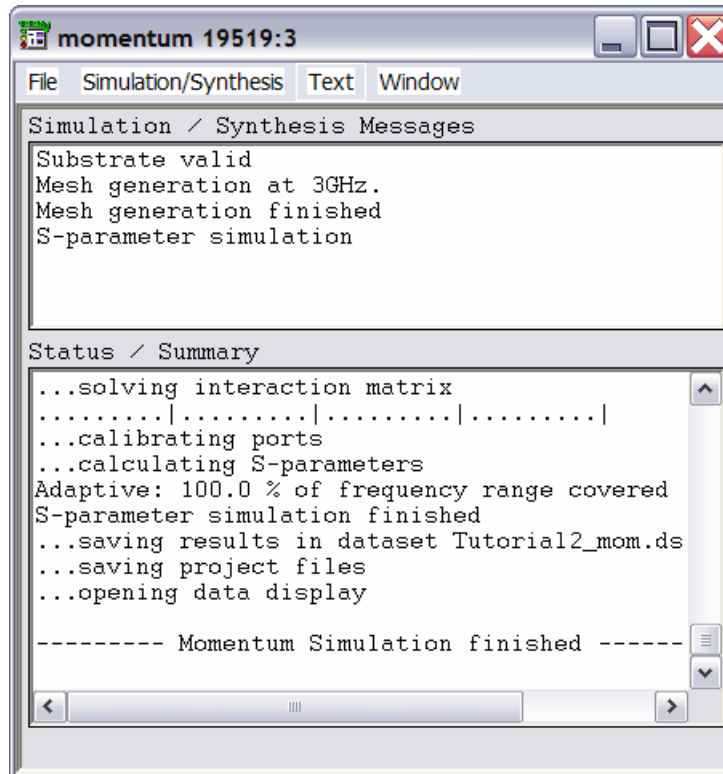 momentum 19519:3
File Simulation/Synthesis Text Window
Simulation / Synthesis Messages
Substrate valid
Mesh generation at 3GHz.
Mesh generation finished
S-parameter simulation
Status / Summary
...solving interaction matrix
.........|.........|.........|.........|
...calibrating ports
...calculating S-parameters
Adaptive: 100.0 % of frequency range covered
S-parameter simulation finished
...saving results in dataset Tutorial2_mom.ds
...saving project files
...opening data display
--------- Momentum Simulation finished ------